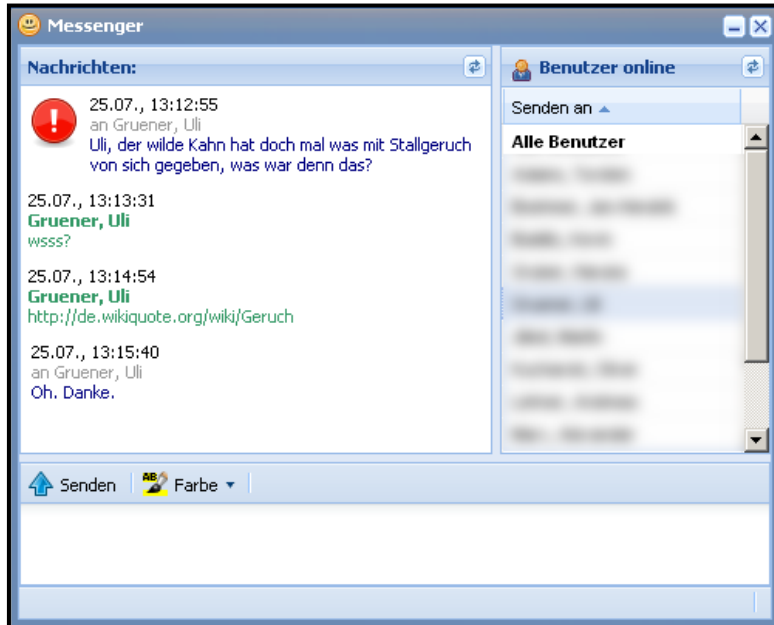 Messenger
Nachrichten:
25.07., 13:12:55
an Gruener, Uli
Uli, der wilde Kahn hat doch mal was mit Stallgeruch
von sich gegeben, was war denn das?
25.07., 13:13:31
Gruener, Uli
wsss?
25.07., 13:14:54
Gruener, Uli
http://de.wikiquote.org/wiki/Geruch
25.07., 13:15:40
an Gruener, Uli
Oh. Danke.
Benutzer online
Senden an
Alle Benutzer
Senden
AB
Farbe